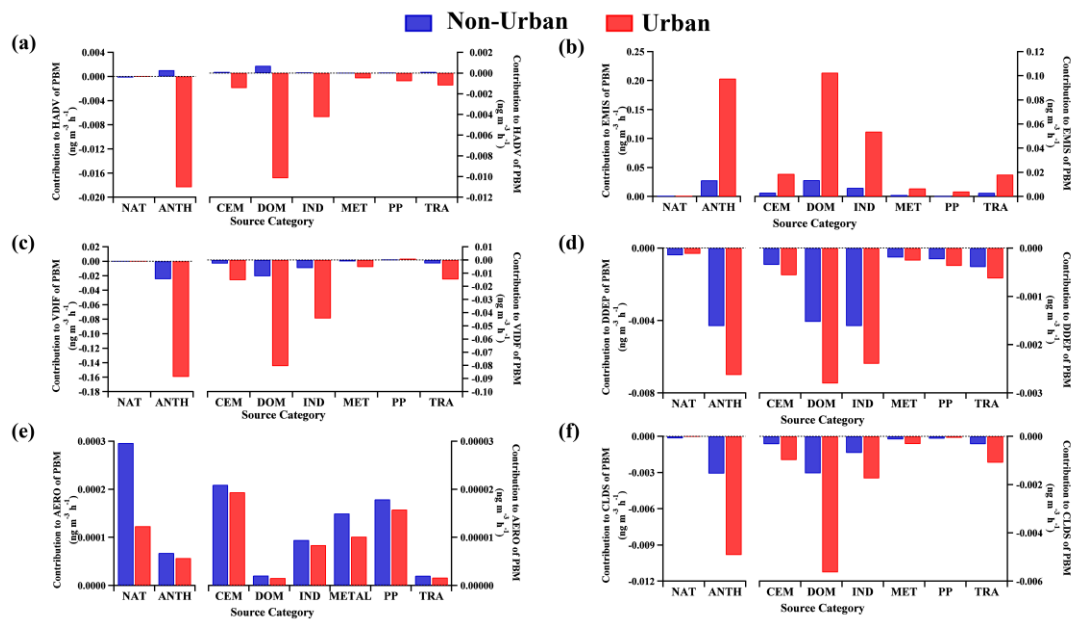 Non-Urban Urban
(a)
Contribution to HADV of PBM
(ng m-3 h-1)
0.004
0.000
-0.004
-0.008
-0.012
-0.016
-0.020
NAT ANTH CEM DOM IND MET PP TRA
Source Category
0.002
0.000
-0.002
-0.004
-0.006
-0.008
-0.010
-0.012
Contribution to HADV of PBM
(ng m-3 h-1)
(b)
Contribution to EMIS of PBM
(ng m-3 h-1)
0.25
0.20
0.15
0.10
0.05
0.00
NAT ANTH CEM DOM IND MET PP TRA
Source Category
0.12
0.10
0.08
0.06
0.04
0.02
0.00
Contribution to EMIS of PBM
(ng m-3 h-1)
(c)
Contribution to VDIF of PBM
(ng m-3 h-1)
0.02
0.00
-0.02
-0.04
-0.06
-0.08
-0.10
-0.12
-0.14
-0.16
-0.18
NAT ANTH CEM DOM IND MET PP TRA
Source Category
0.01
0.00
-0.01
-0.02
-0.03
-0.04
-0.05
-0.06
-0.07
-0.08
-0.09
-0.10
Contribution to VIDF of PBM
(ng m-3 h-1)
(d)
Contribution to DDEP of PBM
(ng m-3 h-1)
0.000
-0.004
-0.008
NAT ANTH CEM DOM IND MET PP TRA
Source Category
0.000
-0.001
-0.002
-0.003
Contribution to DDEP of PBM
(ng m-3 h-1)
(e)
Contribution to AERO of PBM
(ng m-3 h-1)
0.0003
0.0002
0.0001
0.0000
NAT ANTH CEM DOM IND METAL PP TRA
Source Category
0.00003
0.00002
0.00001
0.00000
Contribution to AERO of PBM
(ng m-3 h-1)
(f)
Contribution to CLDS of PBM
(ng m-3 h-1)
0.000
-0.003
-0.006
-0.009
-0.012
NAT ANTH CEM DOM IND MET PP TRA
Source Category
0.000
-0.002
-0.004
-0.006
Contribution to CLDS of PBM
(ng m-3 h-1)